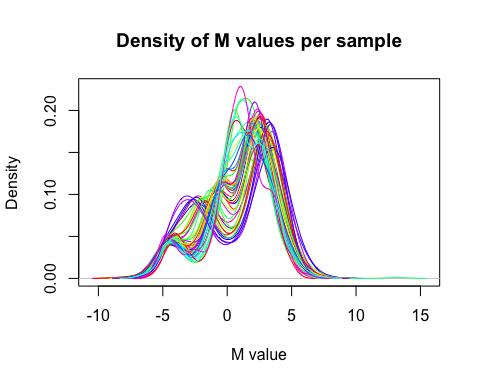 Density of M values per sample
Density
0.20
0.10
0.00
-10 -5 0 5 10 15
M value